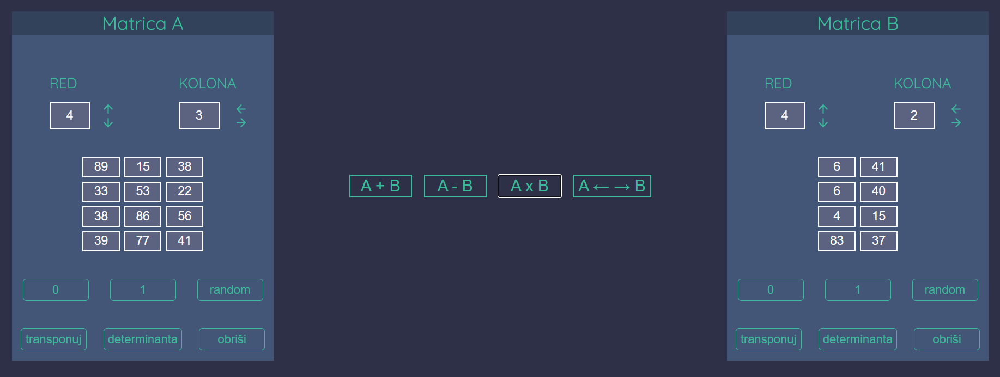 Matrica A
RED KOLONA
4 ↑ ↓ 3 ← →
89 15 38
33 53 22
38 86 56
39 77 41
0 1 random
transponuj determinanta obriši
A + B A - B A x B A ← → B
Matrica B
RED KOLONA
4 ↑ ↓ 2 ← →
6 41
6 40
4 15
83 37
0 1 random
transponuj determinanta obriši